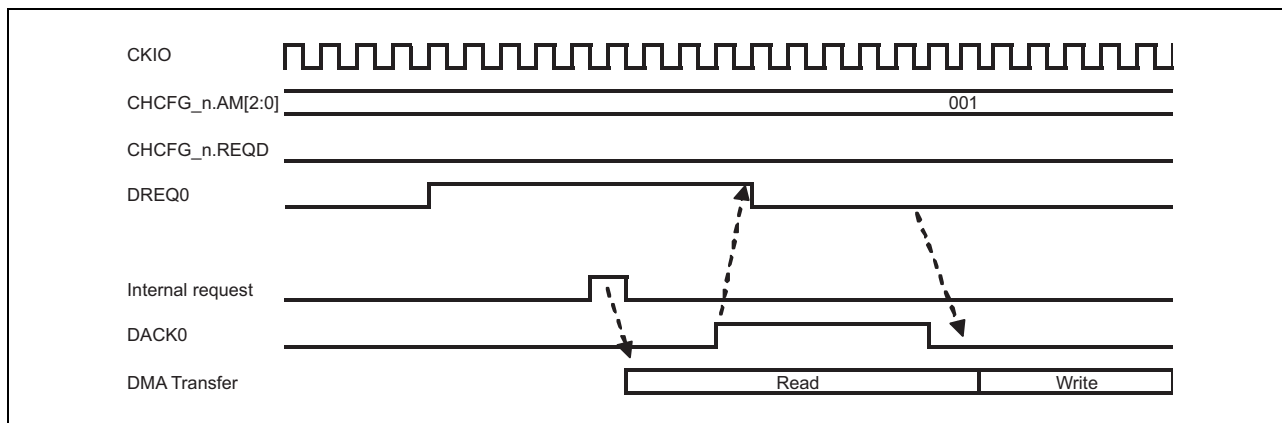 CKIO
CHCFG_n.AM[2:0] 001
CHCFG_n.REQD
DREQ0
Internal request
DACK0
DMA Transfer Read Write